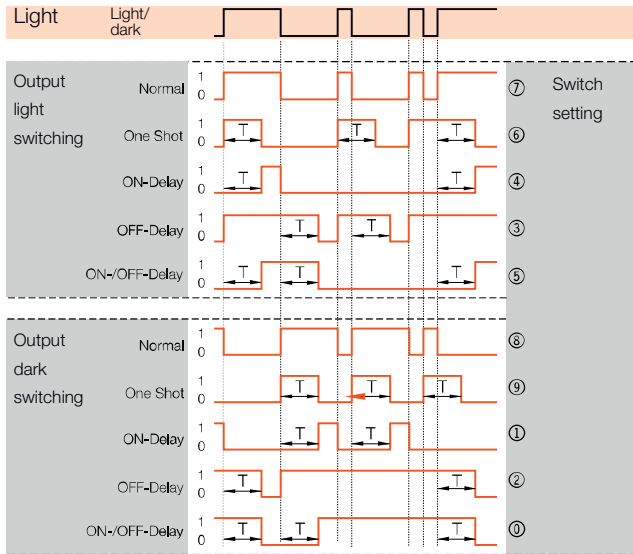 Light Light/
dark
Output
light
switching
Switch
setting
Normal 1 0 ⑦
One Shot 1 0 T T T ⑥
ON-Delay 1 0 T T ④
OFF-Delay 1 0 T T ③
ON-/OFF-Delay 1 0 T T T ⑤
Output
dark
switching
Normal 1 0 ⑧
One Shot 1 0 T T T ⑨
ON-Delay 1 0 T T ①
OFF-Delay 1 0 T T ②
ON-/OFF-Delay 1 0 T T T ⓪